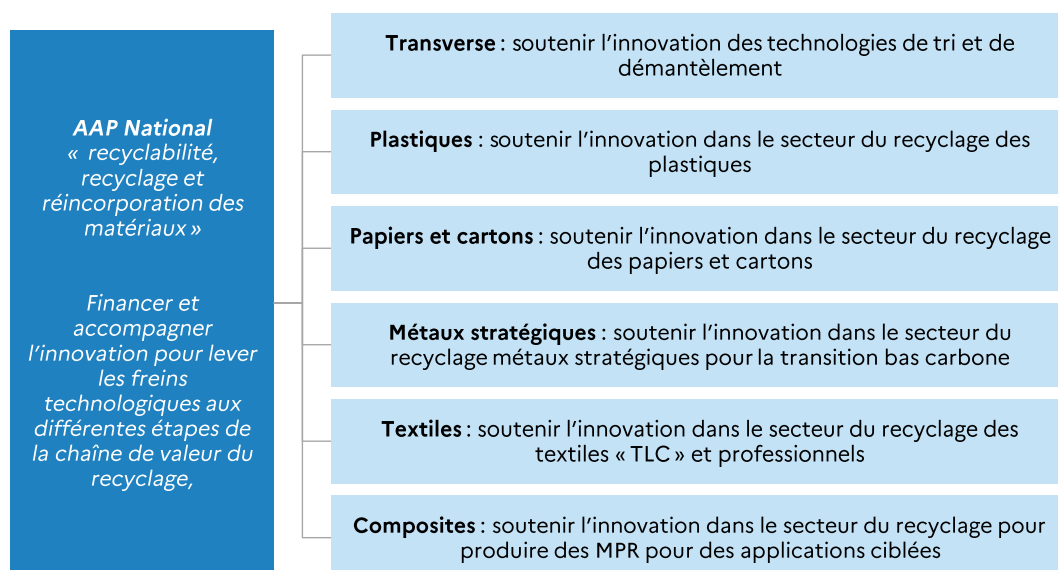 AAP National
« recyclabilité,
recyclage et
réincorporation des
matériaux »
Financer et
accompagner
l’innovation pour lever
les freins
technologiques aux
différentes étapes de
la chaîne de valeur du
recyclage,
Transverse : soutenir l’innovation des technologies de tri et de
démantèlement
Plastiques : soutenir l’innovation dans le secteur du recyclage des
plastiques
Papiers et cartons : soutenir l’innovation dans le secteur du recyclage
des papiers et cartons
Métaux stratégiques : soutenir l’innovation dans le secteur du
recyclage métaux stratégiques pour la transition bas carbone
Textiles : soutenir l’innovation dans le secteur du recyclage des
textiles « TLC » et professionnels
Composites : soutenir l’innovation dans le secteur du recyclage pour
produire des MPR pour des applications ciblées